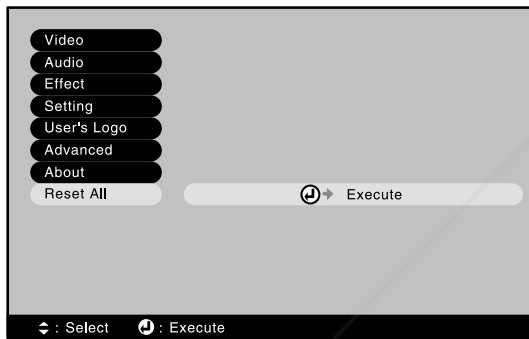 Video
Audio
Effect
Setting
User's Logo
Advanced
About
Reset All
Execute
: Select : Execute